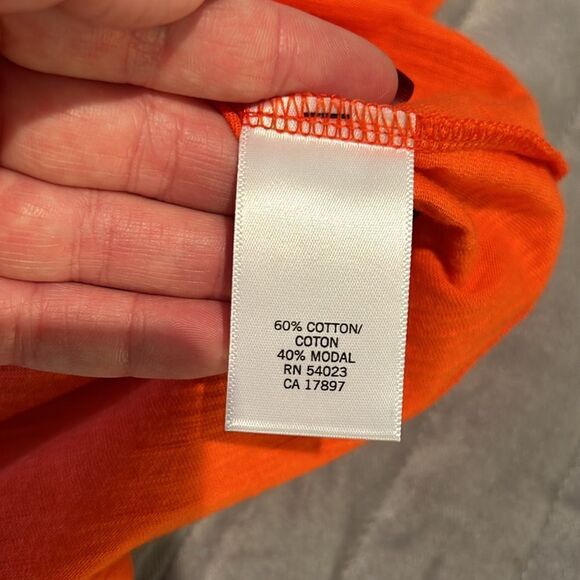 60% COTTON/
COTON
40% MODAL
RN 54023
CA 17897